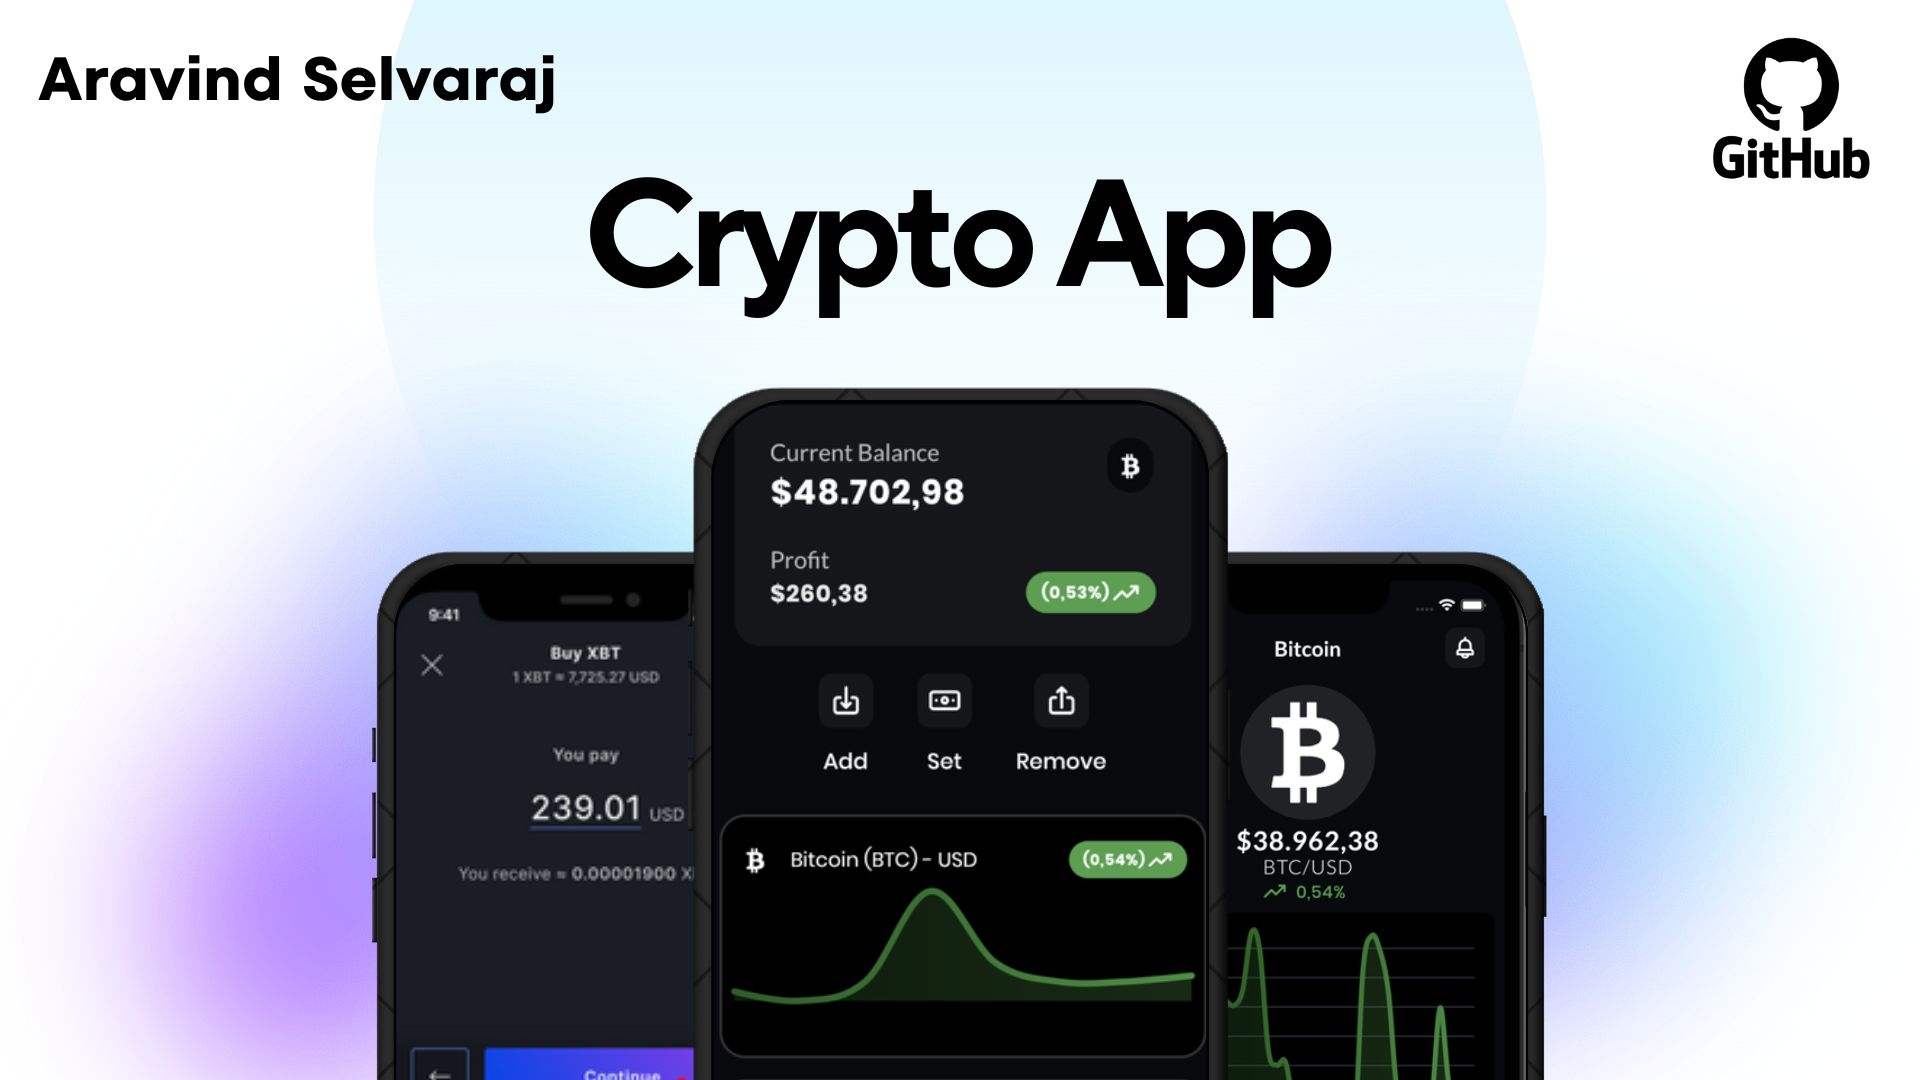 Aravind Selvaraj
GitHub
Crypto App
Current Balance
$48.702,98
Profit
$260,38
(0,53%)
Add
Set
Remove
Bitcoin (BTC) - USD
(0,54%)
9:41
Buy XBT
1 XBT = 7,725.27 USD
You pay
239.01 USD
You receive ≈ 0.00001900
Continue
Bitcoin
$38.962,38
BTC/USD
0,54%